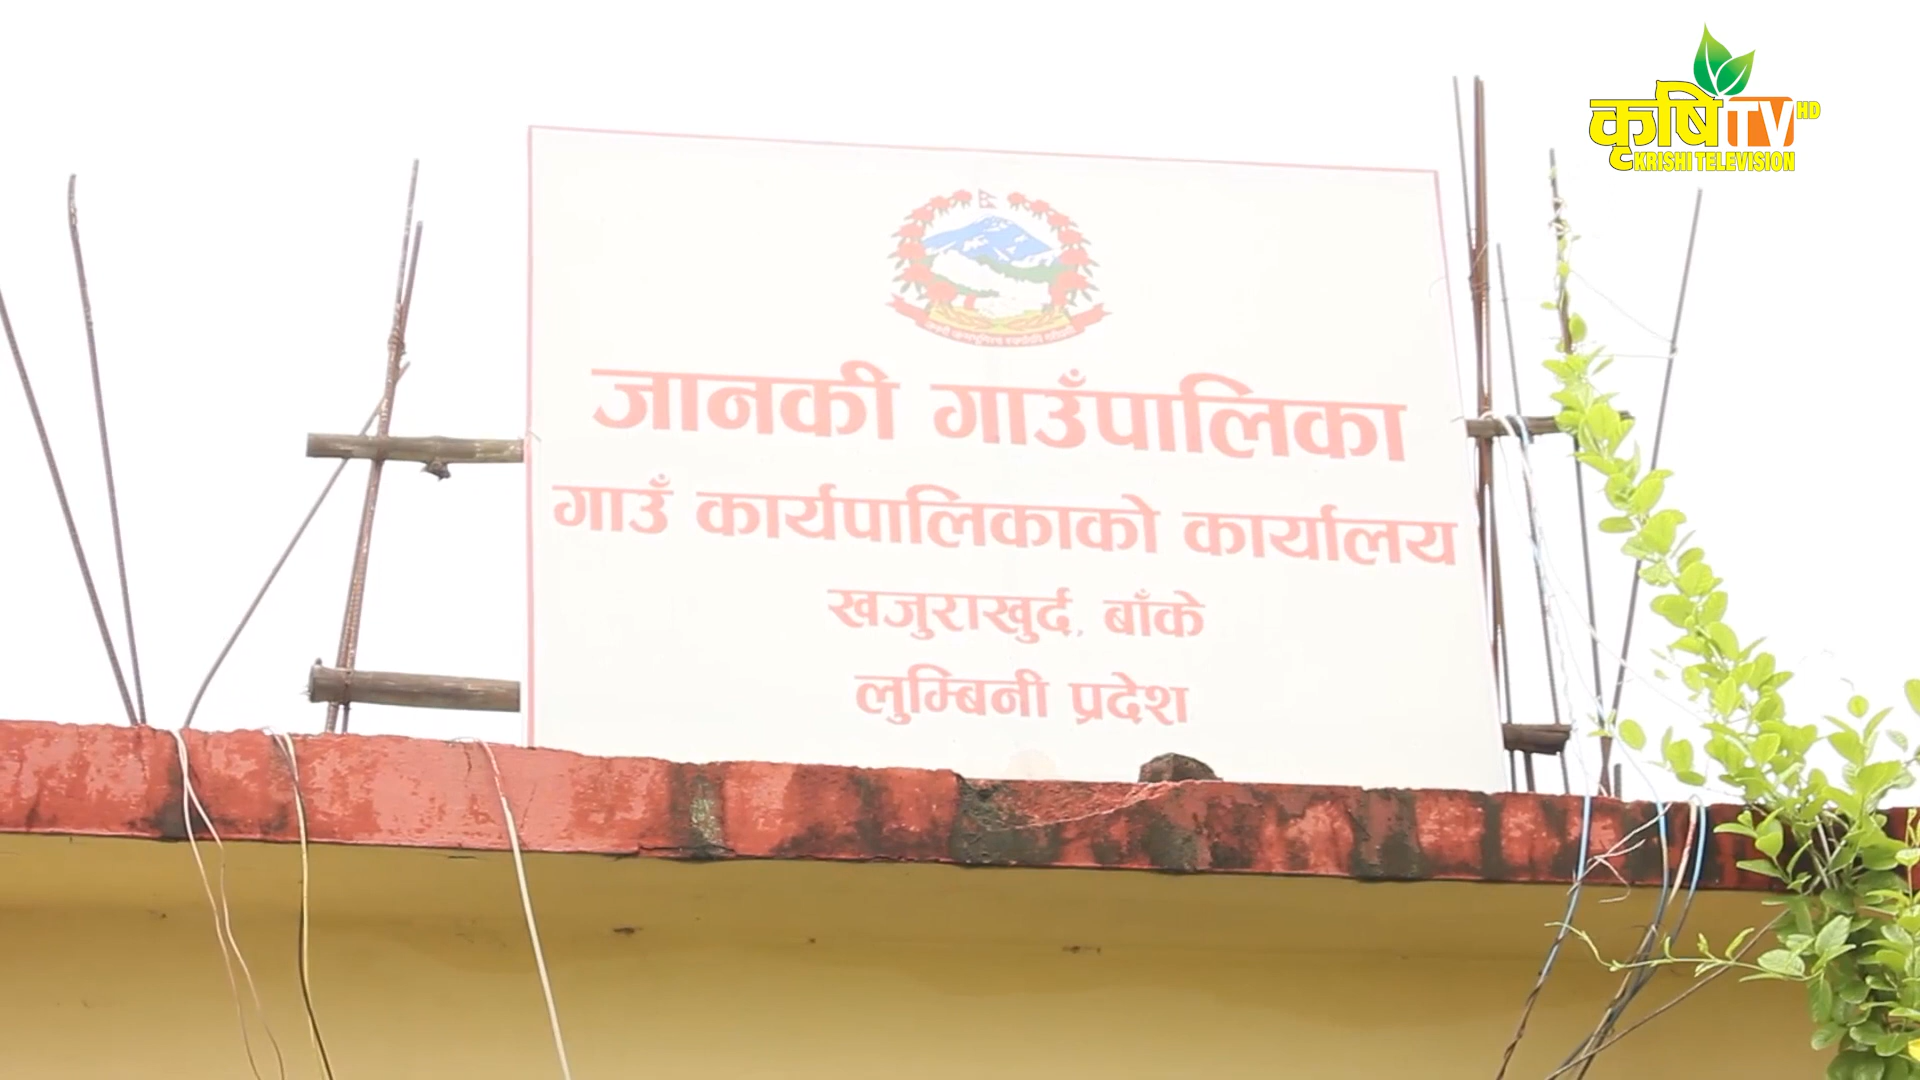 कृषि TV HD
KRISHI TELEVISION
जानकी गाउँपालिका
गाउँ कार्यपालिकाको कार्यालय
खजुराखुर्द, बाँके
लुम्बिनी प्रदेश